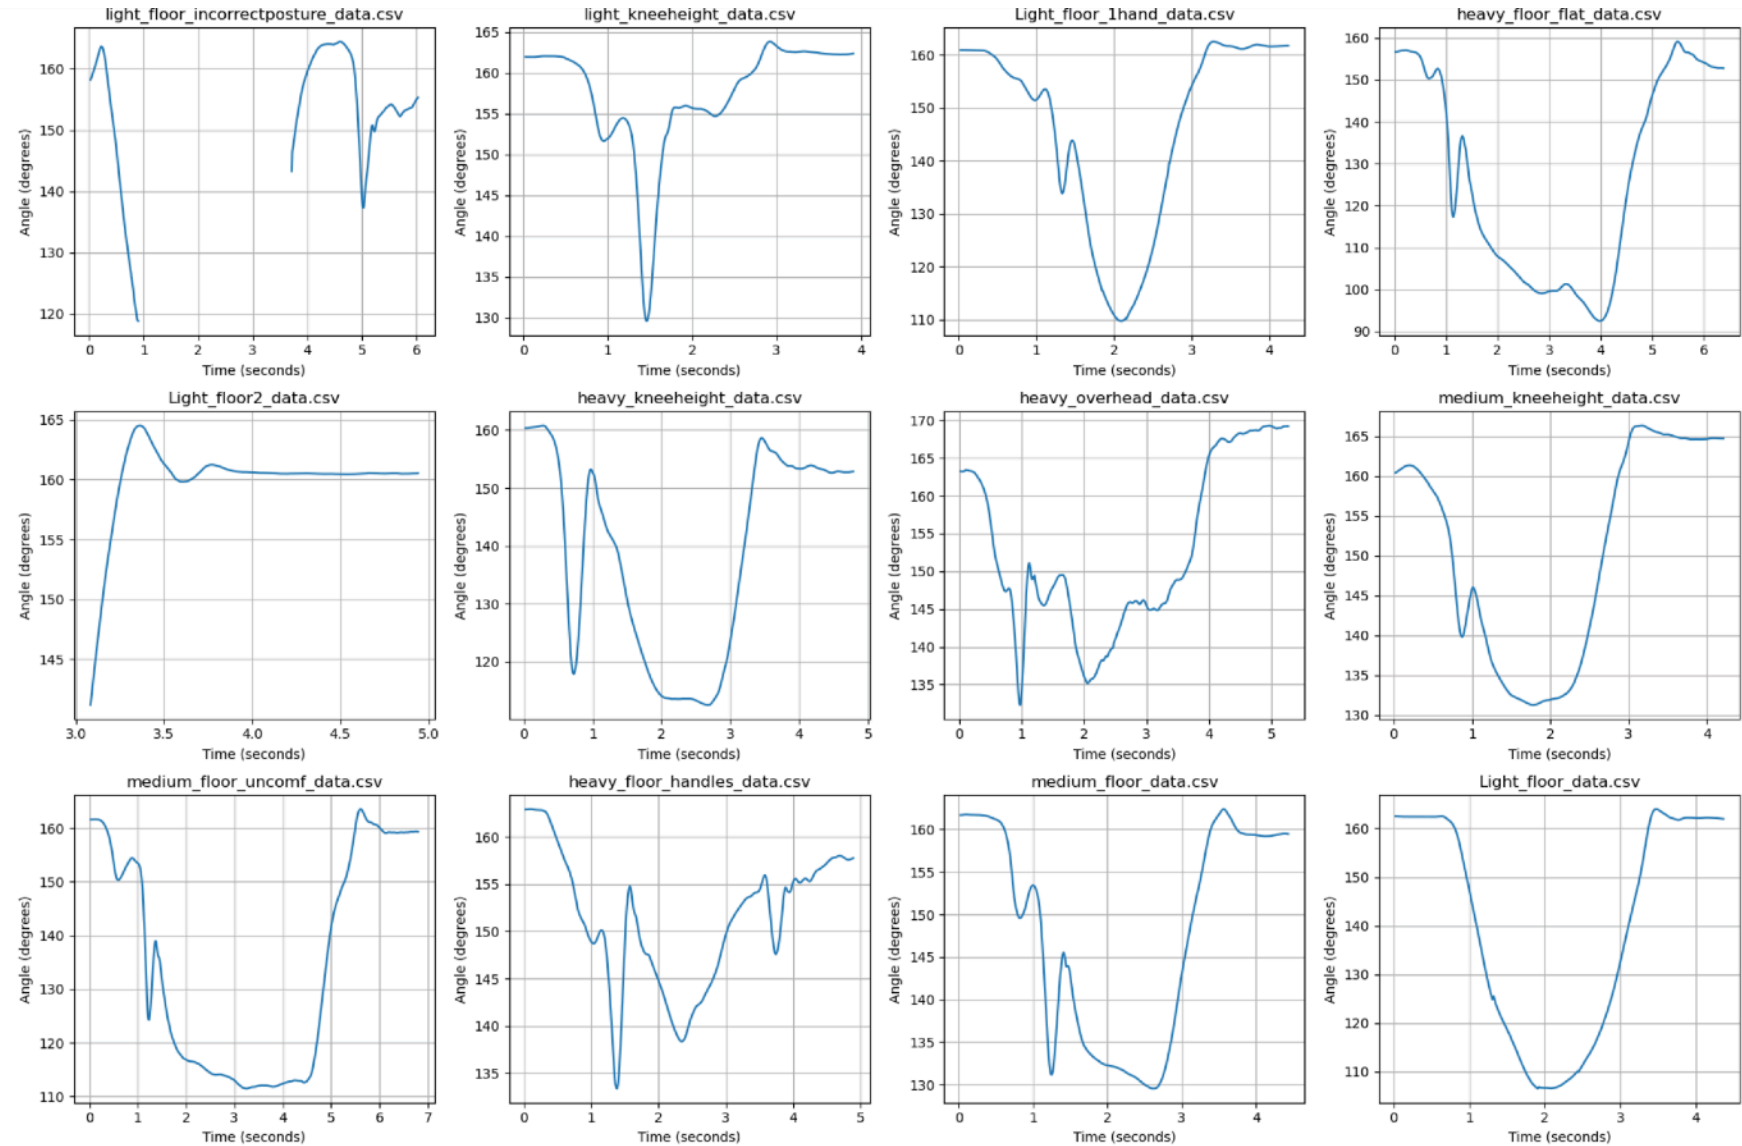 light_floor_incorrectposture_data.csv
light_kneeheight_data.csv
Light_floor_1hand_data.csv
heavy_floor_flat_data.csv
160
150
140
130
120
Angle (degrees)
0 1 2 3 4 5 6
Time (seconds)
165
160
155
150
145
140
135
130
Angle (degrees)
0 1 2 3 4
Time (seconds)
160
150
140
130
120
110
Angle (degrees)
0 1 2 3 4
Time (seconds)
160
150
140
130
120
110
100
90
Angle (degrees)
0 1 2 3 4 5 6
Time (seconds)
Light_floor2_data.csv
heavy_kneeheight_data.csv
heavy_overhead_data.csv
medium_kneeheight_data.csv
165
160
155
150
145
Angle (degrees)
3.0 3.5 4.0 4.5 5.0
Time (seconds)
160
150
140
130
120
Angle (degrees)
0 1 2 3 4 5
Time (seconds)
170
165
160
155
150
145
140
135
Angle (degrees)
0 1 2 3 4 5
Time (seconds)
165
160
155
150
145
140
135
130
Angle (degrees)
0 1 2 3 4
Time (seconds)
medium_floor_uncomf_data.csv
heavy_floor_handles_data.csv
medium_floor_data.csv
Light_floor_data.csv
160
150
140
130
120
110
Angle (degrees)
0 1 2 3 4 5 6 7
Time (seconds)
160
155
150
145
140
135
Angle (degrees)
0 1 2 3 4 5
Time (seconds)
160
155
150
145
140
135
130
Angle (degrees)
0 1 2 3 4
Time (seconds)
160
150
140
130
120
110
Angle (degrees)
0 1 2 3 4
Time (seconds)